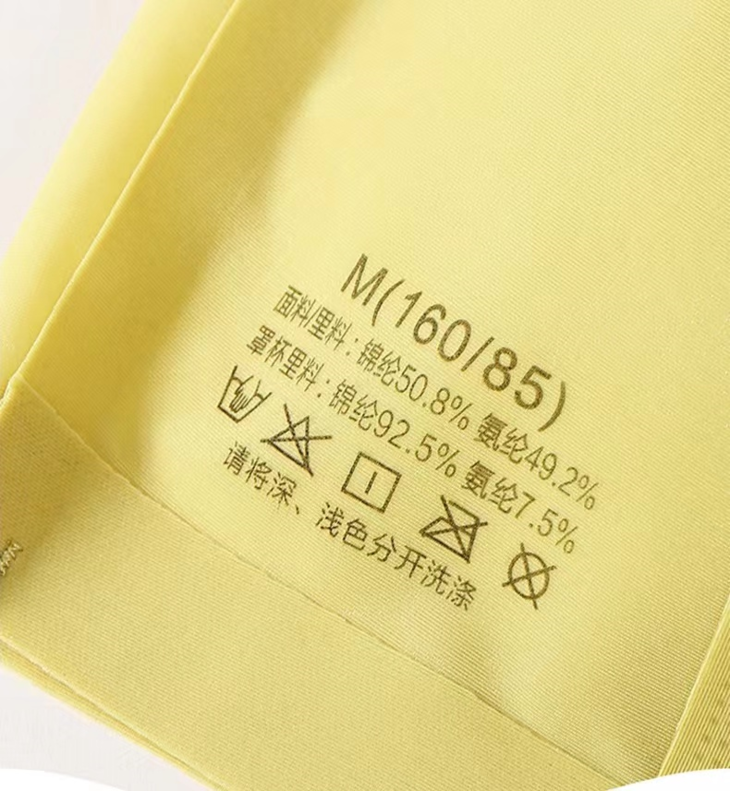 M(160/85)
面料/里料：锦纶50.8% 氨纶49.2%
罩杯里料：锦纶92.5% 氨纶7.5%
请将深、浅色分开洗涤